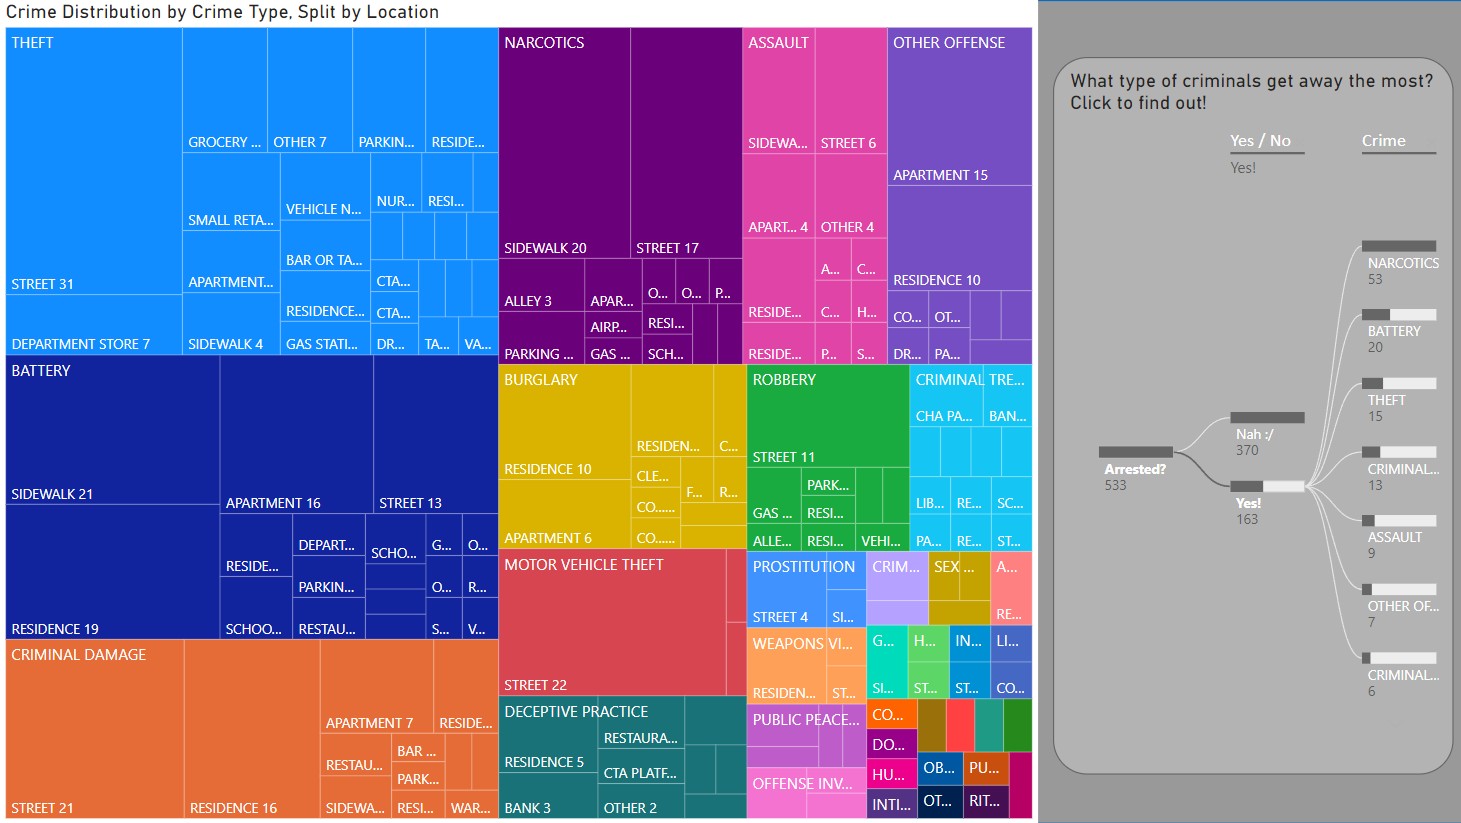 Crime Distribution by Crime Type, Split by Location
THEFT
GROCERY ...
OTHER 7
PARKIN...
RESIDE...
STREET 31
SMALL RETA...
VEHICLE N...
NUR...
RESI...
BAR OR TA...
APARTMENT...
CTA...
RESIDENCE...
CTA...
DEPARTMENT STORE 7
SIDEWALK 4
GAS STATI...
DR...
TA...
VA...
BATTERY
SIDEWALK 21
APARTMENT 16
STREET 13
RESIDENCE 19
RESIDE...
DEPART...
SCHO...
G...
O...
PARKIN...
O...
R...
SCHOO...
RESTAU...
S...
V...
CRIMINAL DAMAGE
STREET 21
RESIDENCE 16
APARTMENT 7
RESIDE...
RESTAU...
BAR ...
PARK...
SIDEWA...
RESI...
WAR...
NARCOTICS
SIDEWALK 20
STREET 17
ALLEY 3
APAR...
O...
O...
P...
AIRP...
RESI...
PARKING ...
GAS ...
SCH...
BURGLARY
RESIDENCE 10
RESIDEN...
C...
CLE...
F...
R...
CO......
APARTMENT 6
CO......
MOTOR VEHICLE THEFT
STREET 22
DECEPTIVE PRACTICE
RESIDENCE 5
RESTAURA...
CTA PLATF...
BANK 3
OTHER 2
ASSAULT
SIDEWA...
STREET 6
APART... 4
OTHER 4
RESIDE...
A...
C...
C...
H...
RESIDE...
P...
S...
OTHER OFFENSE
APARTMENT 15
RESIDENCE 10
CO...
OT...
DR...
PA...
ROBBERY
STREET 11
GAS ...
PARK...
RESI...
ALLE...
RESI...
VEHI...
CRIMINAL TRE...
CHA PA...
BAN...
LIB...
RE...
SC...
PA...
RE...
ST...
PROSTITUTION
STREET 4
SI...
CRIM...
SEX ...
A...
RE...
WEAPONS VI...
RESIDEN...
ST...
G...
SI...
H...
ST...
IN...
ST...
LI...
CO...
PUBLIC PEACE...
OFFENSE INV...
CO...
DO...
HU...
INTI...
OB...
PU...
OT...
RIT...
What type of criminals get away the most?
Click to find out!
Yes / No
Crime
Yes!
Arrested?
533
Nah :/
370
Yes!
163
NARCOTICS
53
BATTERY
20
THEFT
15
CRIMINAL...
13
ASSAULT
9
OTHER OF...
7
CRIMINAL...
6